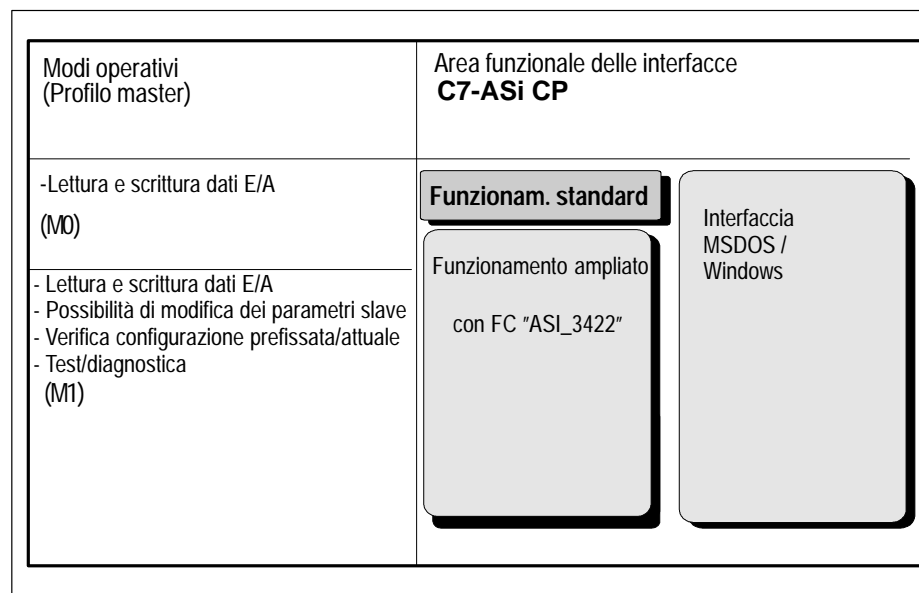 Modi operativi
(Profilo master)
Area funzionale delle interfacce
C7-ASi CP
-Lettura e scrittura dati E/A
(M0)
- Lettura e scrittura dati E/A
- Possibilità di modifica dei parametri slave
- Verifica configurazione prefissata/attuale
- Test/diagnostica
(M1)
Funzionam. standard
Funzionamento ampliato
con FC "ASI_3422"
Interfaccia
MSDOS /
Windows